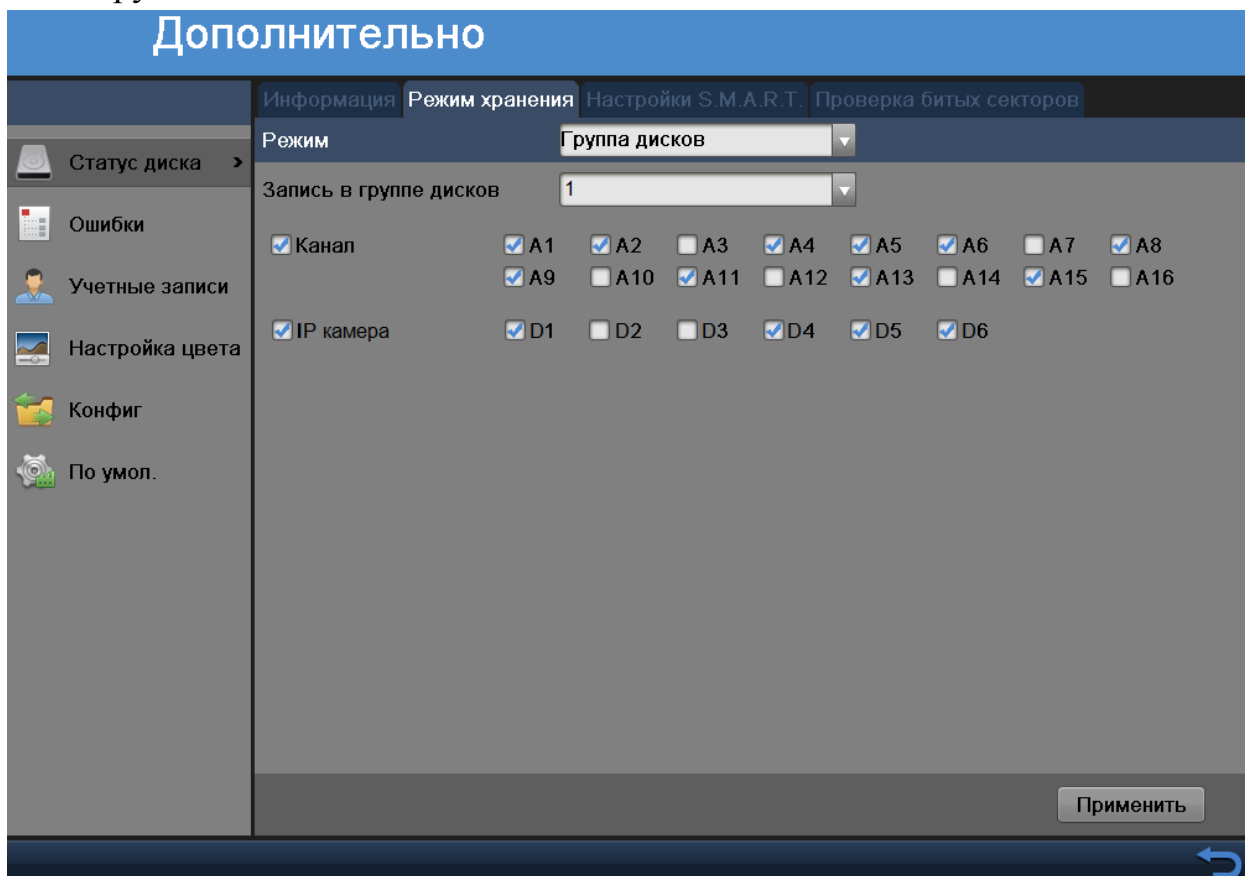 Дополнительно
Информация Режим хранения Настройки S.M.A.R.T. Проверка битых секторов
Режим Группа дисков
Статус диска >
Запись в группе дисков 1
Ошибки
Канал A1 A2 A3 A4 A5 A6 A7 A8
Учетные записи
A9 A10 A11 A12 A13 A14 A15 A16
IP камера D1 D2 D3 D4 D5 D6
Настройка цвета
Конфиг
По умол.
Применить